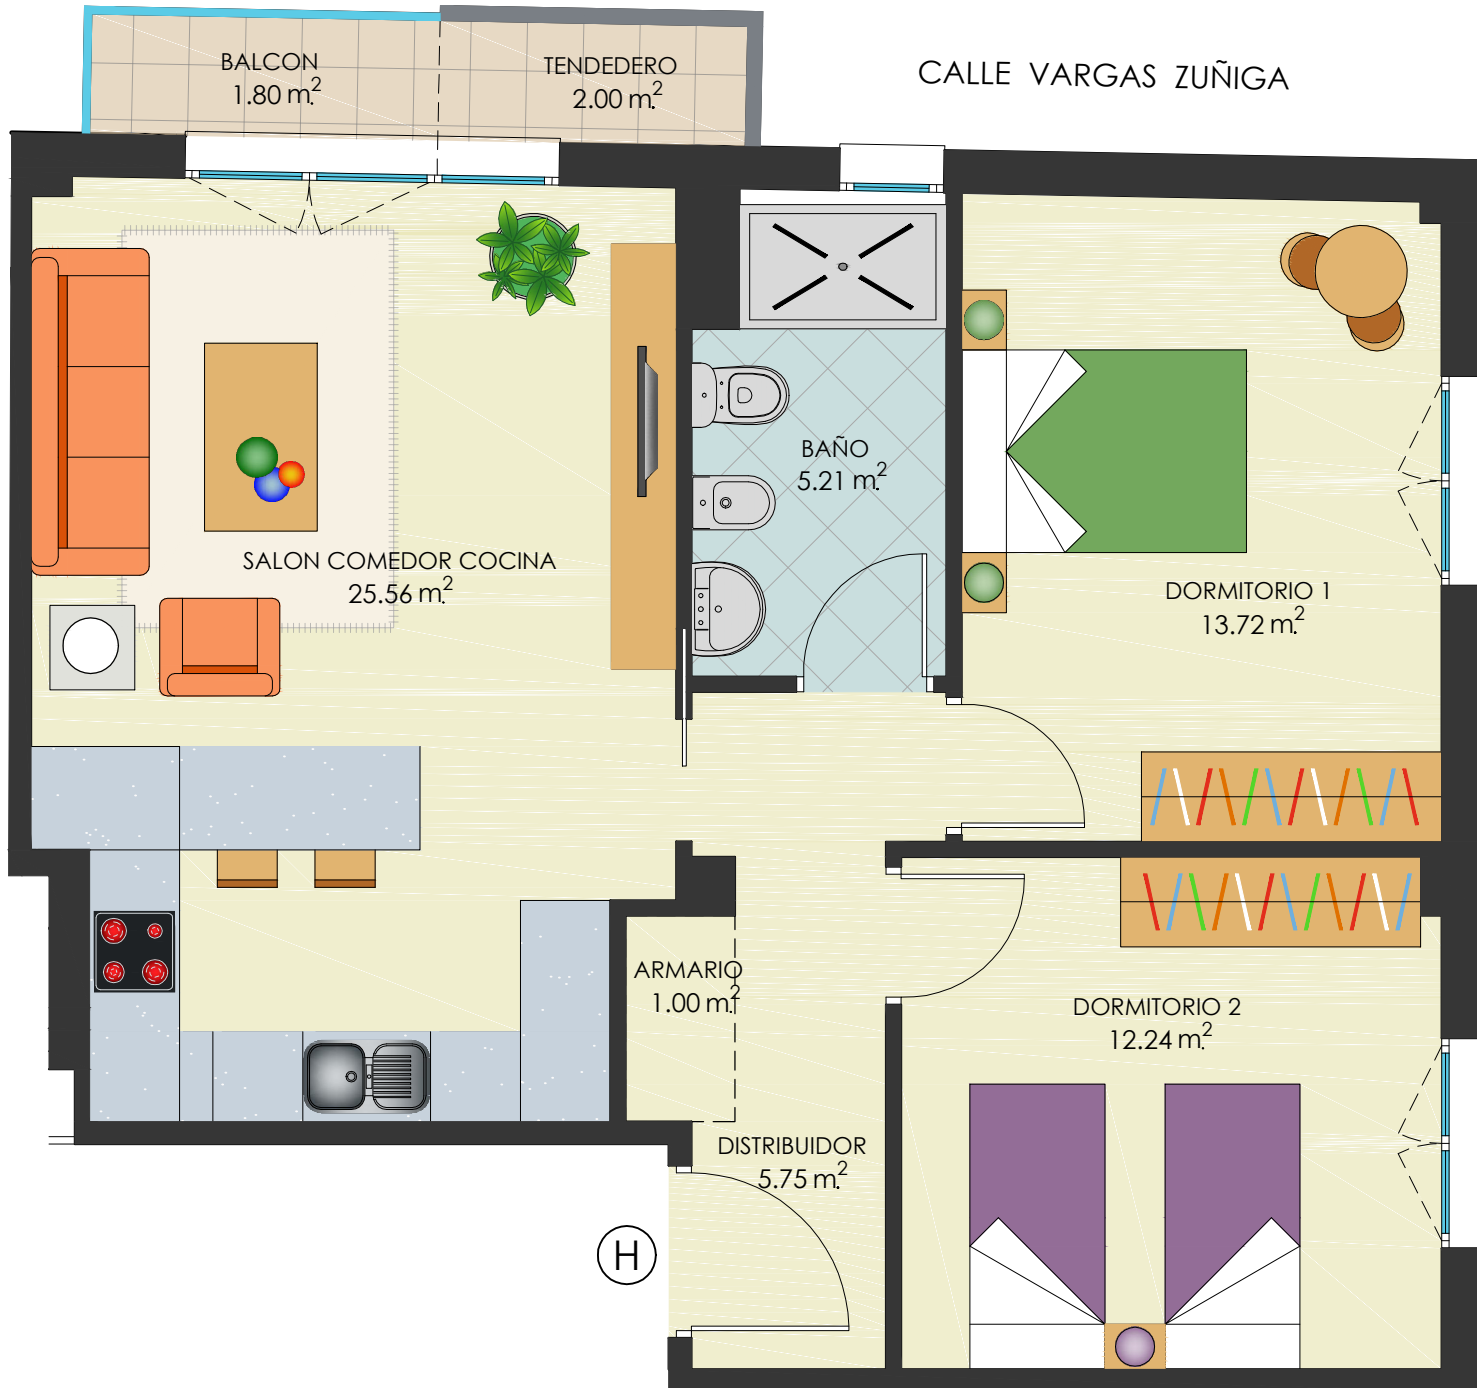 CALLE VARGAS ZUÑIGA
BALCON
1.80 m.²
TENDEDERO
2.00 m.²
BAÑO
5.21 m.²
SALON COMEDOR COCINA
25.56 m.²
DORMITORIO 1
13.72 m.²
ARMARIO
1.00 m.²
DORMITORIO 2
12.24 m.²
DISTRIBUIDOR
5.75 m.²
H